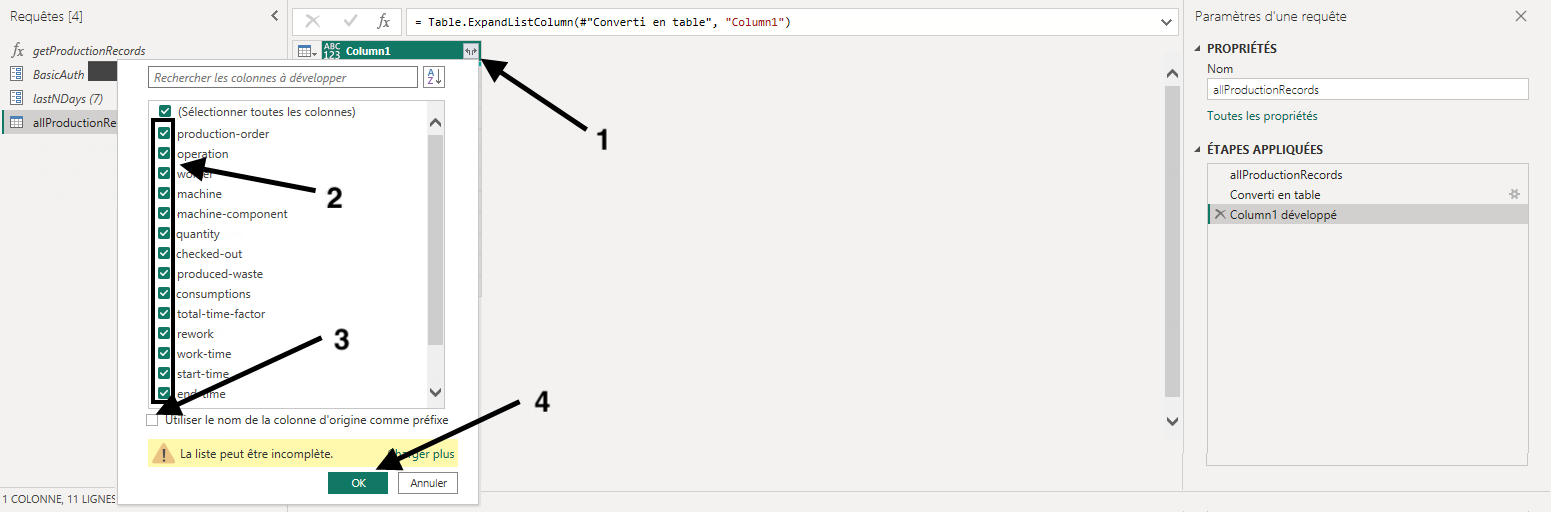 Requêtes [4]
fx getProductionRecords
BasicAuth
lastNDays (7)
allProductionRe
1 COLONNE, 11 LIGNES
fx
= Table.ExpandListColumn(#"Converti en table", "Column1")
ABC
123
Column1
Rechercher les colonnes à développer
A
Z
(Sélectionner toutes les colonnes)
production-order
operation
worker
machine
machine-component
quantity
checked-out
produced-waste
consumptions
total-time-factor
rework
work-time
start-time
end-time
Utiliser le nom de la colonne d'origine comme préfixe
La liste peut être incomplète.
Charger plus
OK
Annuler
1
2
3
4
Paramètres d'une requête
PROPRIÉTÉS
Nom
allProductionRecords
Toutes les propriétés
ÉTAPES APPLIQUÉES
allProductionRecords
Converti en table
Column1 développé